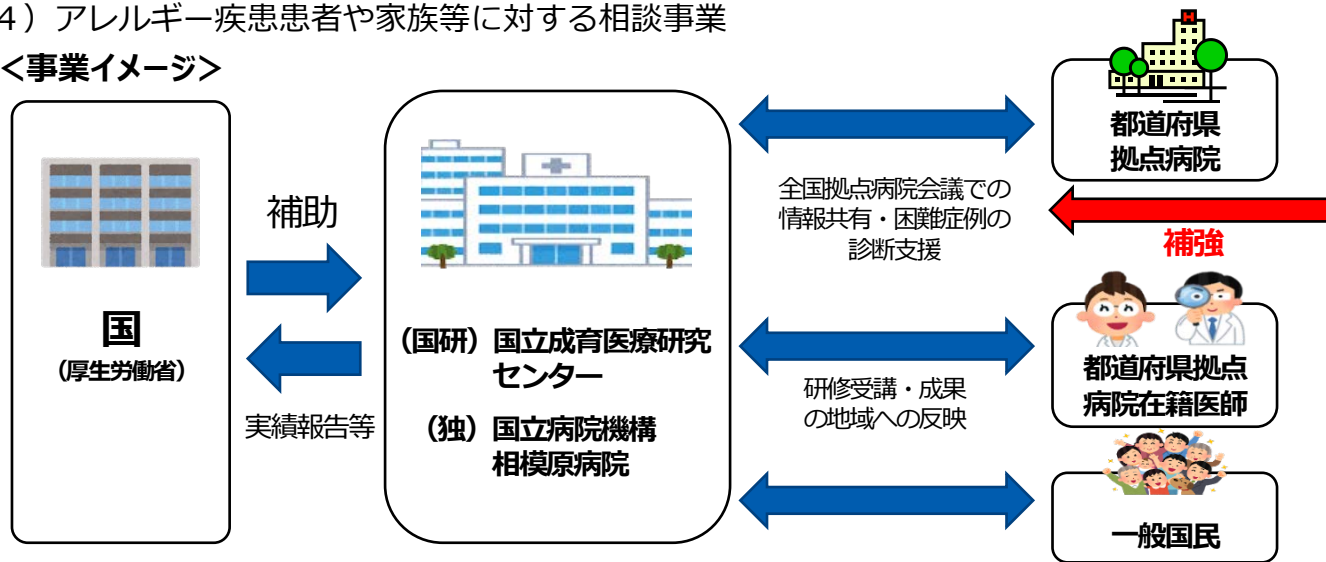 4）アレルギー疾患患者や家族等に対する相談事業
＜事業イメージ＞
国
（厚生労働省）
補助
実績報告等
（国研）国立成育医療研究
センター
（独）国立病院機構
相模原病院
全国拠点病院会議での
情報共有・困難症例の
診断支援
研修受講・成果
の地域への反映
H
都道府県
拠点病院
補強
都道府県拠点
病院在籍医師
一般国民